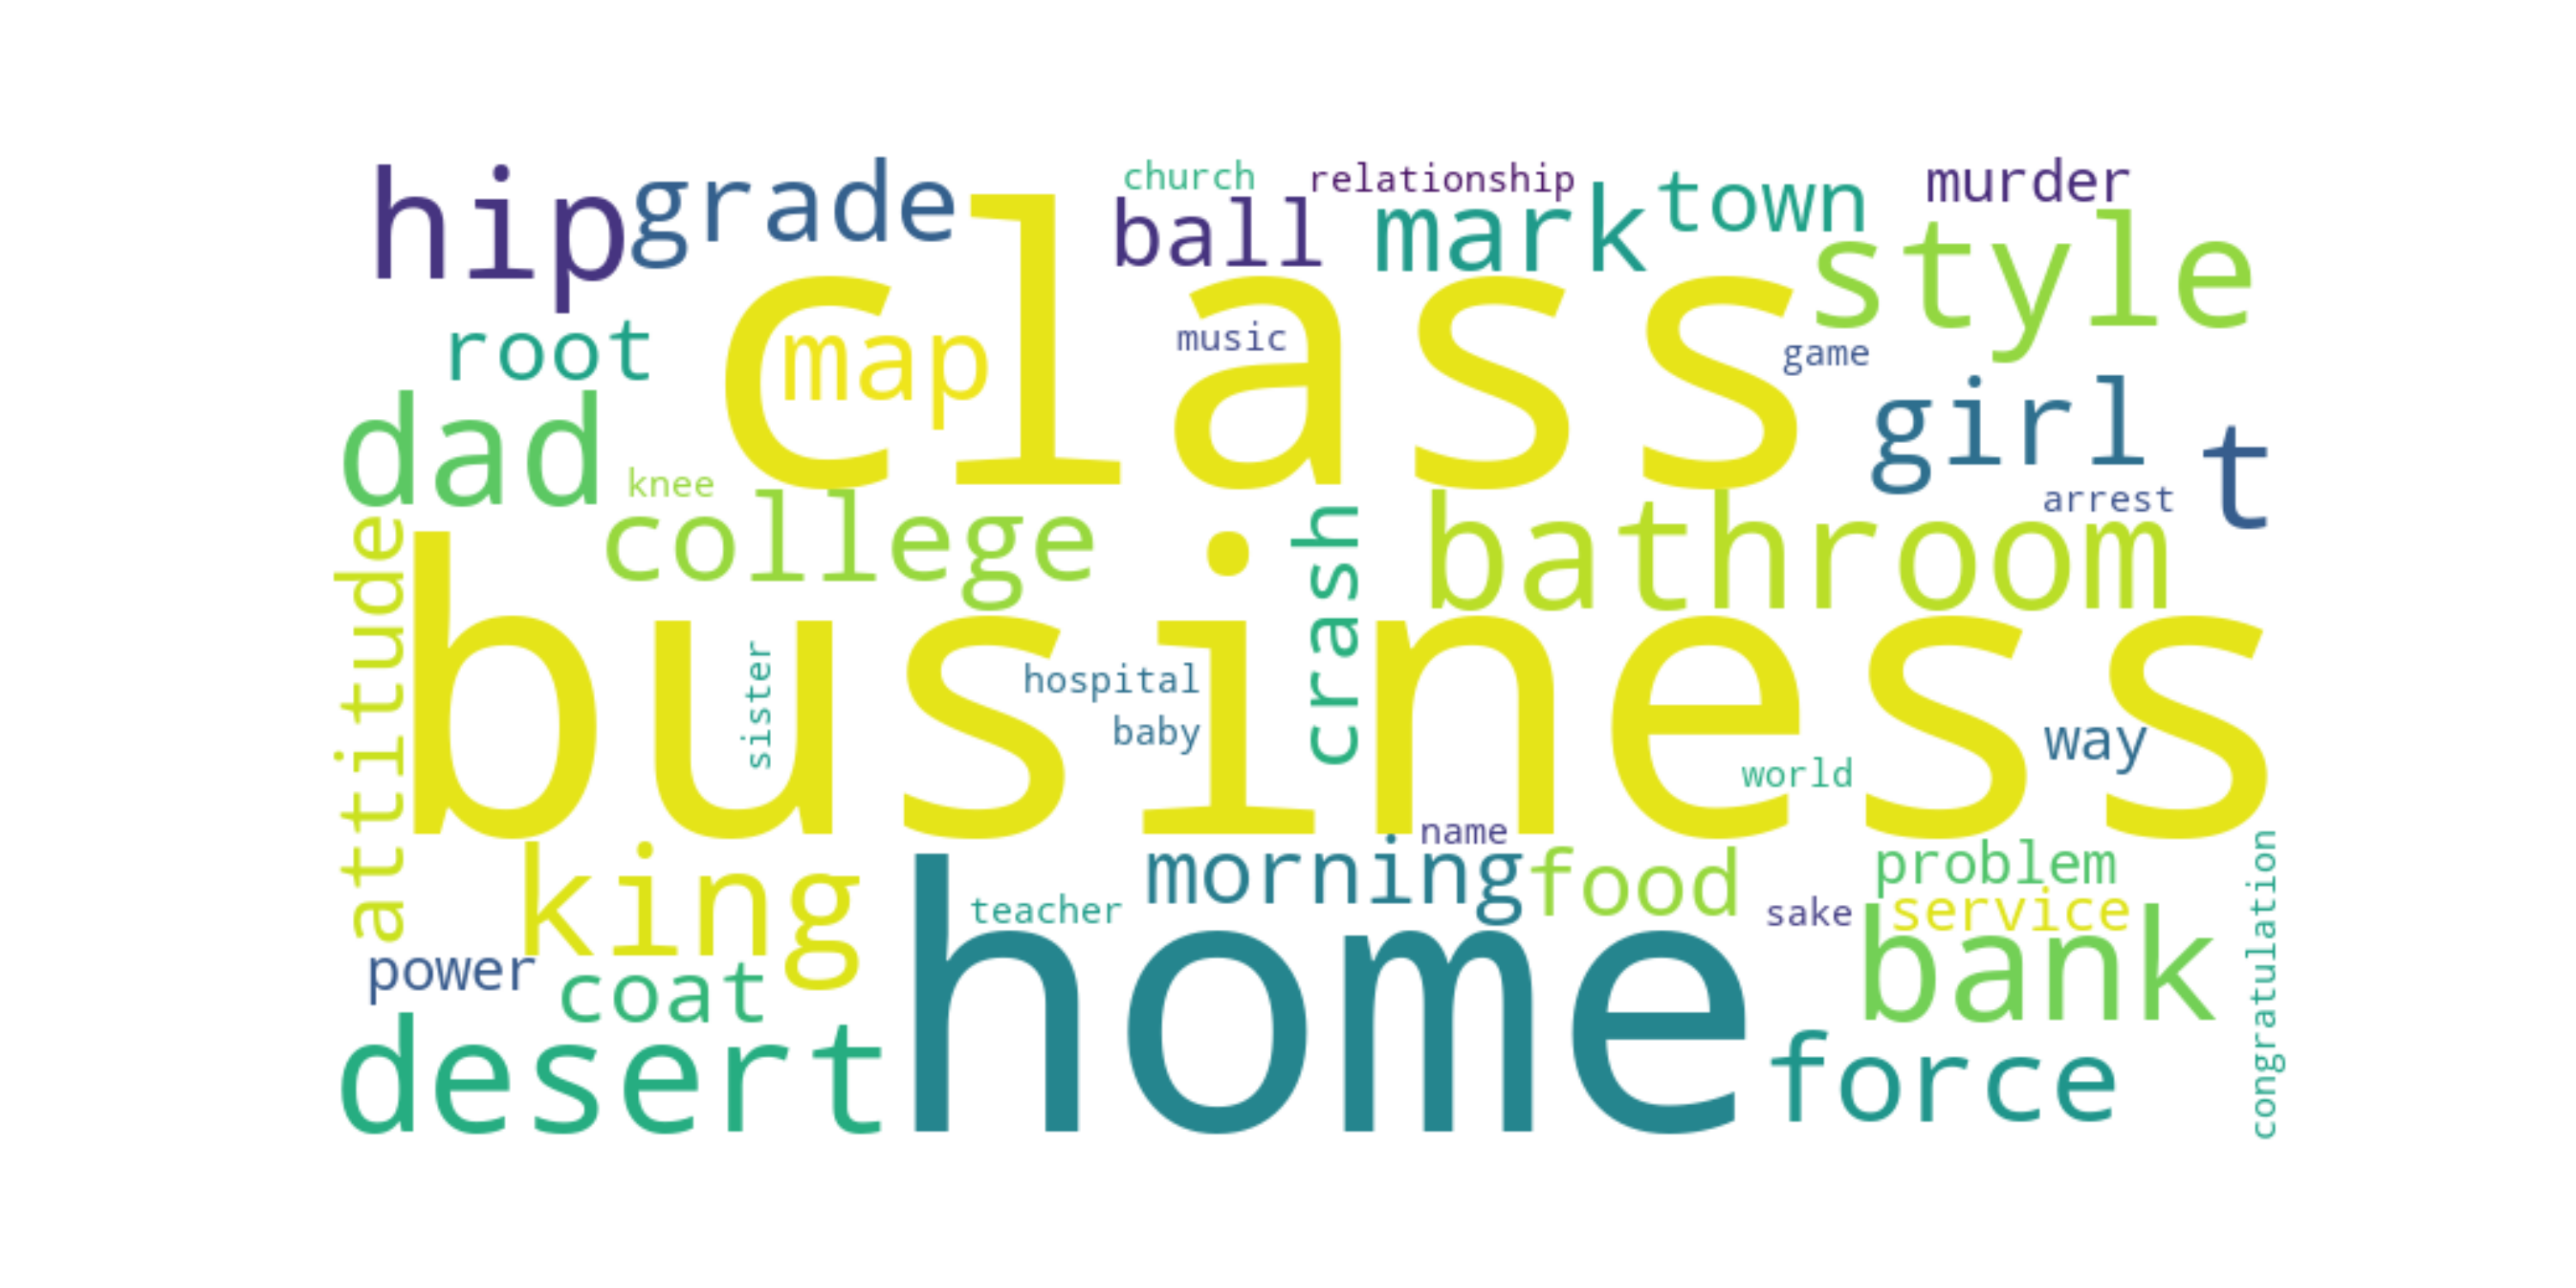 church
relationship
murder
hip
grade
ball
mark
town
style
class
root
map
music
game
dad
knee
girl
t
arrest
college
crash
bathroom
attitude
business
sister
hospital
baby
way
world
name
king
morning
food
problem
teacher
sake
service
congratulation
power
coat
bank
desert
home
force